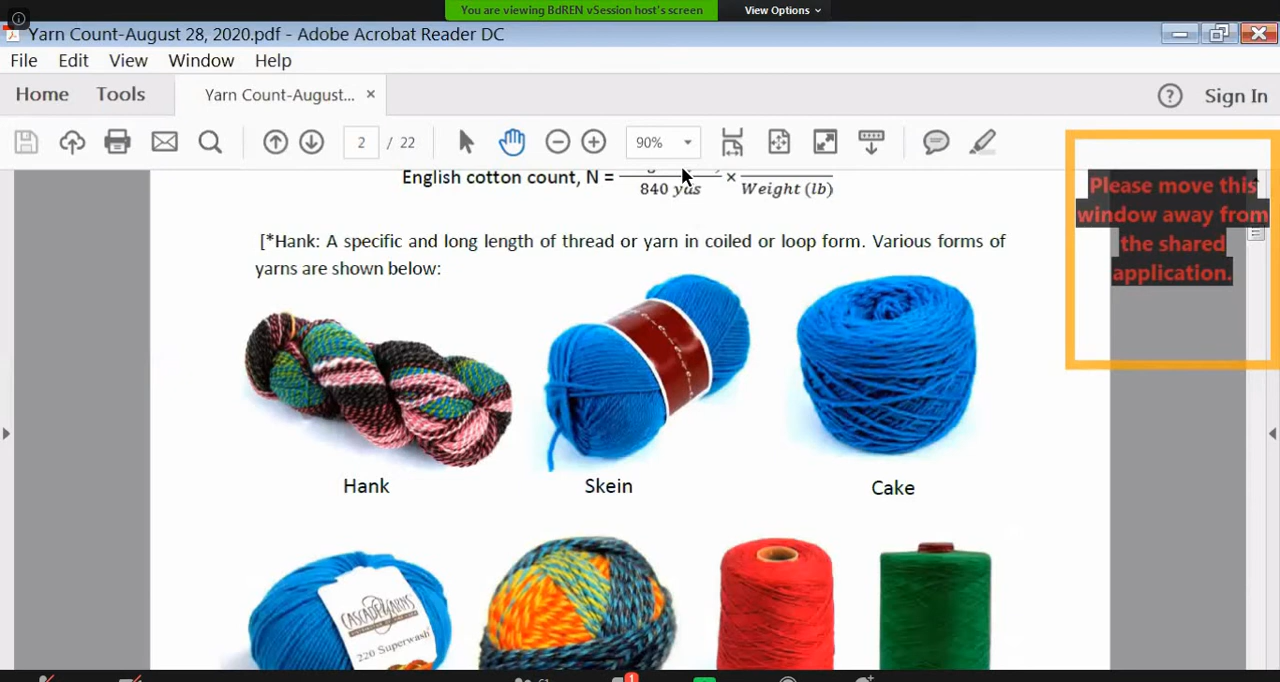 You are viewing BdREN vSession host's screen
View Options
Yarn Count-August 28, 2020.pdf - Adobe Acrobat Reader DC
File Edit View Window Help
Home Tools Yarn Count-August... × Sign In
2 / 22 90%
Please move this
window away from
the shared
application.
English cotton count, N = 840 yds × Weight (lb)
[*Hank: A specific and long length of thread or yarn in coiled or loop form. Various forms of
yarns are shown below:
Hank Skein Cake
CASCADE YARNS
220 Superwash
1